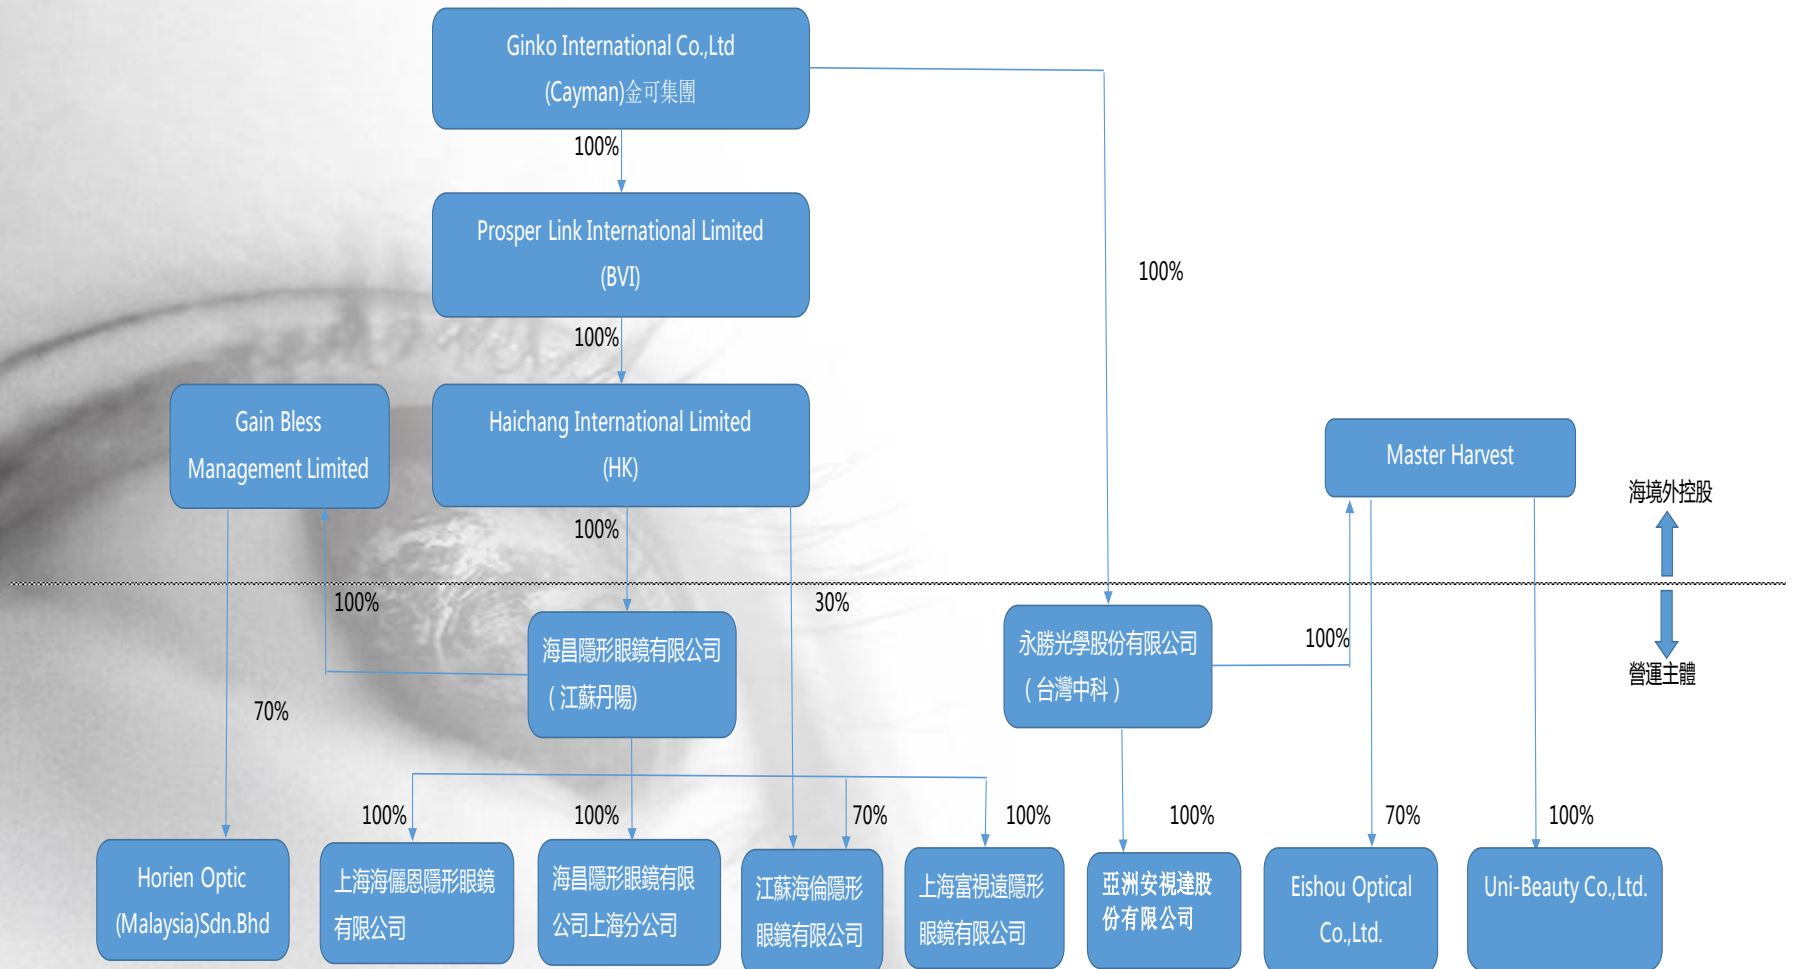 Ginko International Co.,Ltd
(Cayman)金可集團
100%
Prosper Link International Limited
(BVI)
100%
100%
Gain Bless
Management Limited
Haichang International Limited
(HK)
Master Harvest
海境外控股
100%
100%
30%
海昌隱形眼鏡有限公司
（江蘇丹陽)
永勝光學股份有限公司
（台灣中科）
100%
營運主體
70%
100%
100%
70%
100%
100%
70%
100%
Horien Optic
(Malaysia)Sdn.Bhd
上海海儷恩隱形眼鏡
有限公司
海昌隱形眼鏡有限
公司上海分公司
江蘇海倫隱形
眼鏡有限公司
上海富視遠隱形
眼鏡有限公司
亞洲安視達股
份有限公司
Eishou Optical
Co.,Ltd.
Uni-Beauty Co.,Ltd.